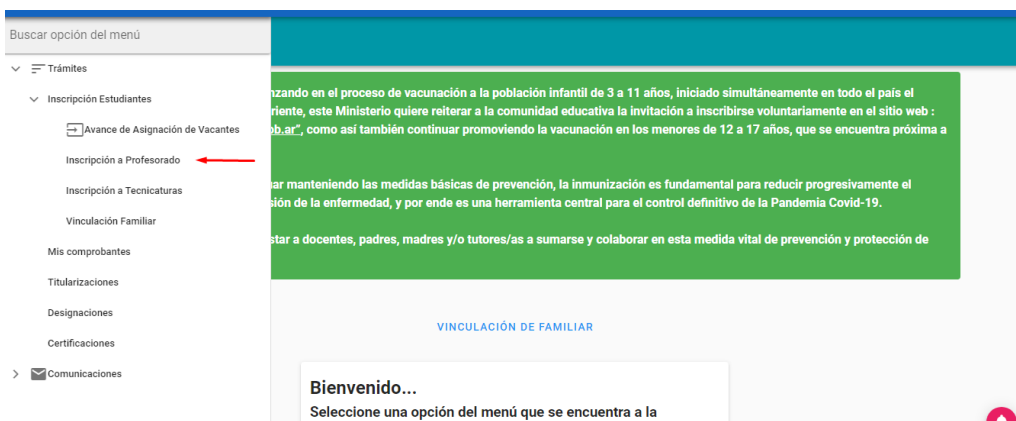 Buscar opción del menú
Trámites
Inscripción Estudiantes
Avance de Asignación de Vacantes
Inscripción a Profesorado
Inscripción a Tecnicaturas
Vinculación Familiar
Mis comprobantes
Titularizaciones
Designaciones
Certificaciones
Comunicaciones
nzando en el proceso de vacunación a la población infantil de 3 a 11 años, iniciado simultáneamente en todo el país el
riente, este Ministerio quiere reiterar a la comunidad educativa la invitación a inscribirse voluntariamente en el sitio web :
ob.ar", como así también continuar promoviendo la vacunación en los menores de 12 a 17 años, que se encuentra próxima a
uar manteniendo las medidas básicas de prevención, la inmunización es fundamental para reducir progresivamente el
sión de la enfermedad, y por ende es una herramienta central para el control definitivo de la Pandemia Covid-19.
star a docentes, padres, madres y/o tutores/as a sumarse y colaborar en esta medida vital de prevención y protección de
VINCULACIÓN DE FAMILIAR
Bienvenido...
Seleccione una opción del menú que se encuentra a la